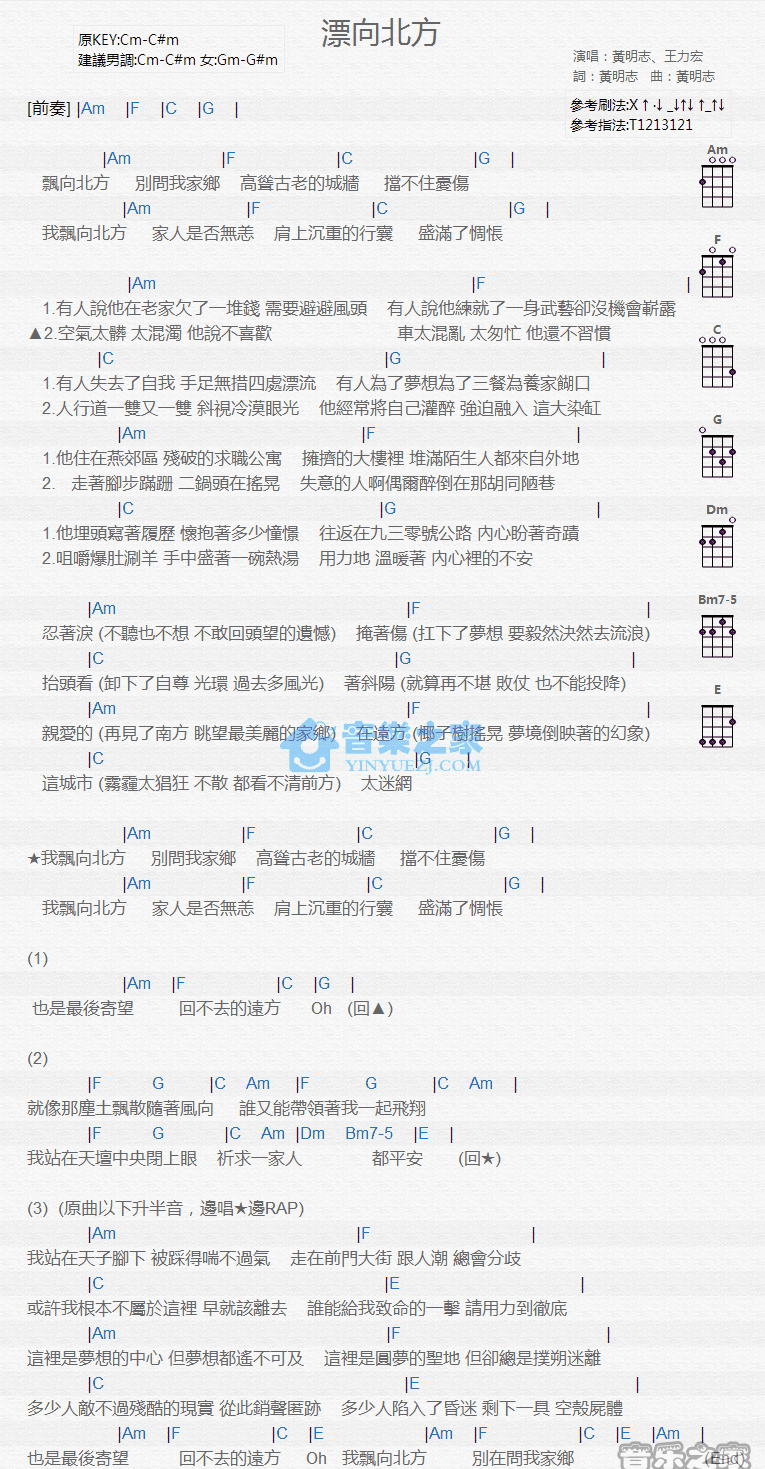 漂向北方
原KEY:Cm-C#m
建議男調:Cm-C#m 女:Gm-G#m
演唱：黃明志、王力宏
詞：黃明志　曲：黃明志
參考刷法:X↑·↓_↓↑↓↑_↑↓
參考指法:T1213121
[前奏] |Am |F |C |G |
|Am |F |C |G |
飄向北方 別問我家鄉 高聳古老的城牆 擋不住憂傷
|Am |F |C |G |
我飄向北方 家人是否無恙 肩上沉重的行囊 盛滿了惆悵
|Am |F |
1.有人說他在老家欠了一堆錢 需要避避風頭 有人說他練就了一身武藝卻沒機會嶄露
▲2.空氣太髒 太混濁 他說不喜歡 車太混亂 太匆忙 他還不習慣
|C |G |
1.有人失去了自我 手足無措四處漂流 有人為了夢想為了三餐為養家餬口
2.人行道一雙又一雙 斜視冷漠眼光 他經常將自己灌醉 強迫融入 這大染缸
|Am |F |
1.他住在燕郊區 殘破的求職公寓 擁擠的大樓裡 堆滿陌生人都來自外地
2. 走著腳步蹣跚 二鍋頭在搖晃 失意的人啊偶爾醉倒在那胡同陋巷
|C |G |
1.他埋頭寫著履歷 懷抱著多少憧憬 往返在九三零號公路 內心盼著奇蹟
2.咀嚼爆肚涮羊 手中盛著一碗熱湯 用力地 溫暖著 內心裡的不安
|Am |F |
忍著淚 (不聽也不想 不敢回頭望的遺憾) 掩著傷 (扛下了夢想 要毅然決然去流浪)
|C |G |
抬頭看 (卸下了自尊 光環 過去多風光) 著斜陽 (就算再不堪 敗仗 也不能投降)
|Am |F |
親愛的 (再見了南方 眺望最美麗的家鄉) 在遠方 (椰子樹搖晃 夢境倒映著的幻象)
|C |G |
這城市 (霧霾太猖狂 不散 都看不清前方) 太迷網
|Am |F |C |G |
★我飄向北方 別問我家鄉 高聳古老的城牆 擋不住憂傷
|Am |F |C |G |
我飄向北方 家人是否無恙 肩上沉重的行囊 盛滿了惆悵
(1)
|Am |F |C |G |
也是最後寄望 回不去的遠方 Oh (回▲)
(2)
|F G |C Am |F G |C Am |
就像那塵土飄散隨著風向 誰又能帶領著我一起飛翔
|F G |C Am |Dm Bm7-5 |E |
我站在天壇中央閉上眼 祈求一家人 都平安 (回★)
(3) (原曲以下升半音，邊唱★邊RAP)
|Am |F |
我站在天子腳下 被踩得喘不過氣 走在前門大街 跟人潮 總會分歧
|C |E |
或許我根本不屬於這裡 早就該離去 誰能給我致命的一擊 請用力到徹底
|Am |F |
這裡是夢想的中心 但夢想都遙不可及 這裡是圓夢的聖地 但卻總是撲朔迷離
|C |E |
多少人敵不過殘酷的現實 從此銷聲匿跡 多少人陷入了昏迷 剩下一具 空殼屍體
|Am |F |C |E |Am |F |C |E |Am |
也是最後寄望 回不去的遠方 Oh 我飄向北方 別在問我家鄉 (End)
Am
F
C
G
Dm
Bm7-5
E
音樂之家
YINYUEZJ.COM
音乐之家